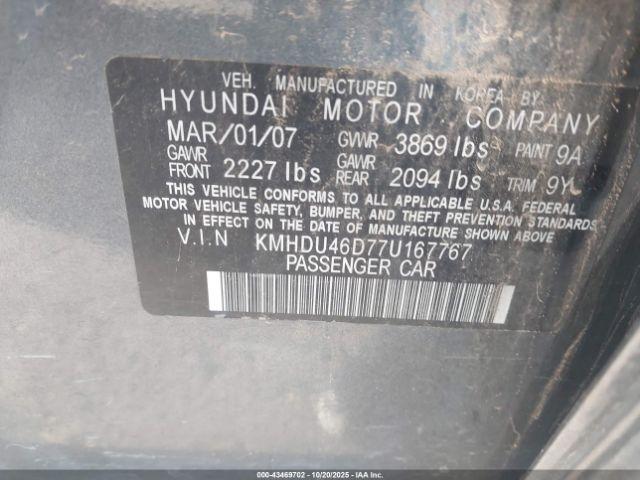 VEH. MANUFACTURED IN KOREA BY
HYUNDAI MOTOR COMPANY
MAR/01/07 GVWR 3869 lbs PAINT 9A
GAWR FRONT 2227 lbs GAWR REAR 2094 lbs TRIM 9Y
THIS VEHICLE CONFORMS TO ALL APPLICABLE U.S.A. FEDERAL
MOTOR VEHICLE SAFETY, BUMPER, AND THEFT PREVENTION STANDARDS
IN EFFECT ON THE DATE OF MANUFACTURE SHOWN ABOVE
V.I.N KMHDU46D77U167767
PASSENGER CAR
000-43469702 | 10/20/2025 | IAAI.COM